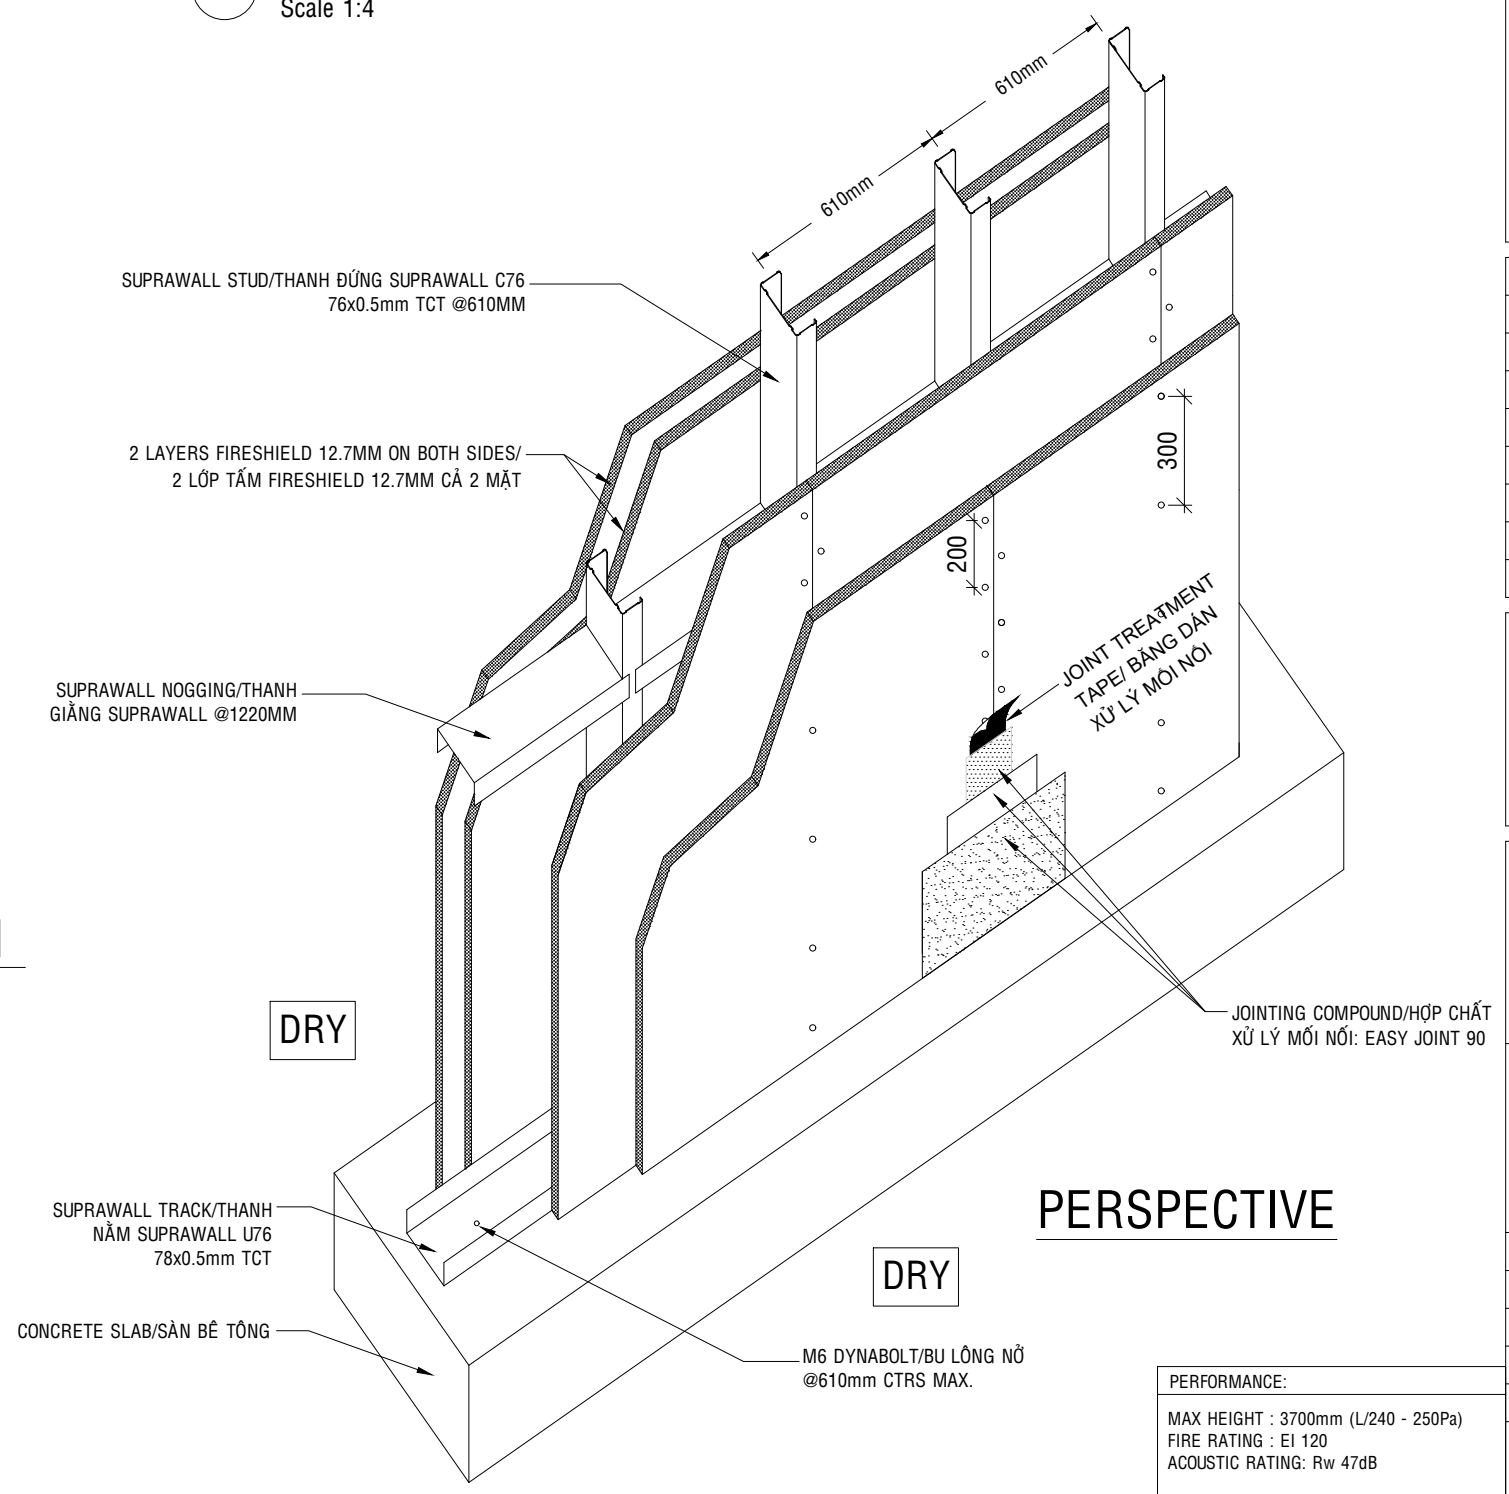 Scale 1:4
610mm
610mm
SUPRAWALL STUD/THANH ĐỨNG SUPRAWALL C76
76x0.5mm TCT @610MM
2 LAYERS FIRESHIELD 12.7MM ON BOTH SIDES/
2 LỚP TẤM FIRESHIELD 12.7MM CẢ 2 MẶT
300
200
JOINT TREATMENT
TAPE/ BĂNG DÁN
XỬ LÝ MỐI NỐI
SUPRAWALL NOGGING/THANH
GIẰNG SUPRAWALL @1220MM
DRY
JOINTING COMPOUND/HỢP CHẤT
XỬ LÝ MỐI NỐI: EASY JOINT 90
SUPRAWALL TRACK/THANH
NẰM SUPRAWALL U76
78x0.5mm TCT
PERSPECTIVE
DRY
CONCRETE SLAB/SÀN BÊ TÔNG
M6 DYNABOLT/BU LÔNG NỞ
@610mm CTRS MAX.
PERFORMANCE:
MAX HEIGHT : 3700mm (L/240 - 250Pa)
FIRE RATING : EI 120
ACOUSTIC RATING: Rw 47dB